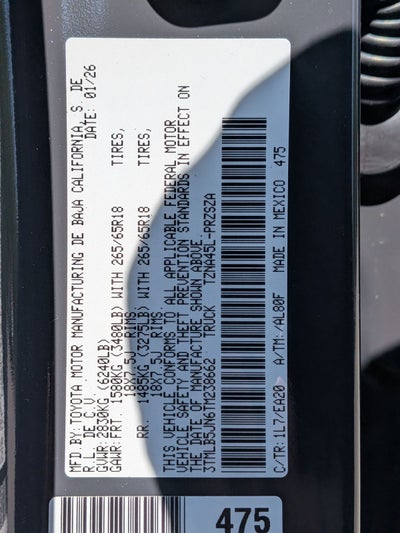 MFD.BY:TOYOTA MOTOR MANUFACTURING DE BAJA CALIFORNIA, S. DE
R.L. DE C.V. DATE: 01/26
GVWR:2830KG (6240LB)
GAWR:FRT. 1580KG (3480LB) WITH 265/65R18 TIRES,
18X7.5J RIMS,
RR. 1485KG (3275LB) WITH 265/65R18 TIRES,
18X7.5J RIMS.
THIS VEHICLE CONFORMS TO ALL APPLICABLE FEDERAL MOTOR
VEHICLE SAFETY AND THEFT PREVENTION STANDARDS IN EFFECT ON
THE DATE OF MANUFACTURE SHOWN ABOVE.
3TMLB5JN6TM238662 TRUCK TZNA45L-PRZSZA
C/TR:1L7/EA20 A/TM:/AL80F MADE IN MEXICO 475
475